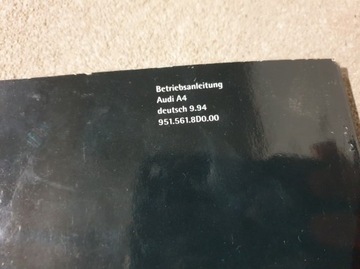 Betriebsanleitung
Audi A4
deutsch 9.94
951.561.8D0.00